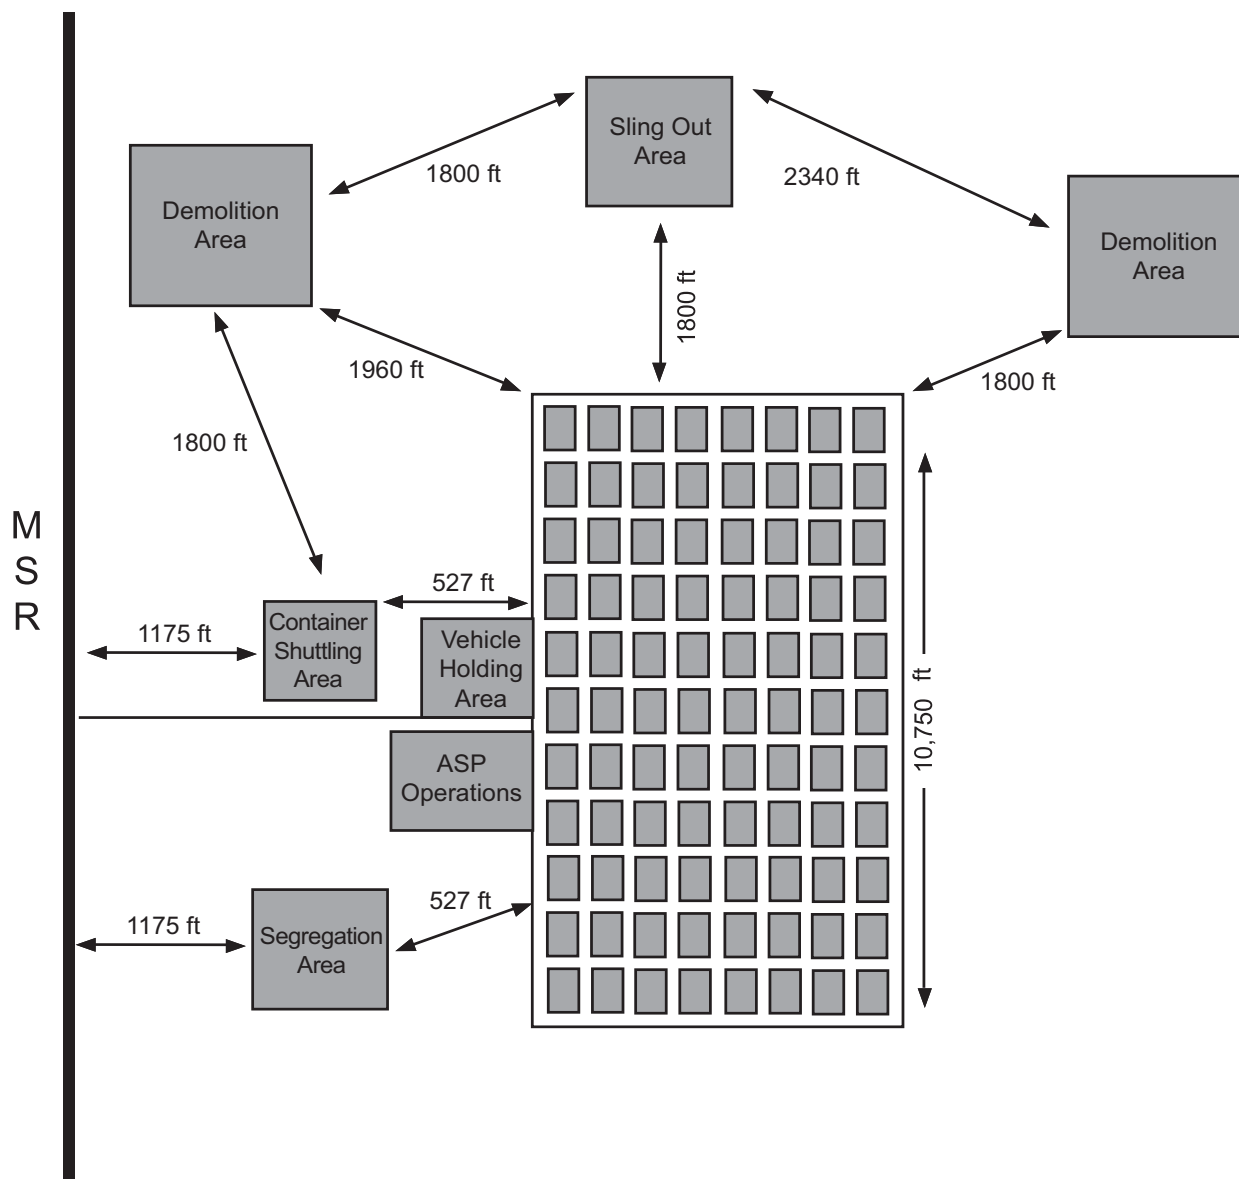 Sling Out
Area
1800 ft
2340 ft
Demolition
Area
Demolition
Area
1800 ft
1960 ft
1800 ft
1800 ft
M
S
R
527 ft
1175 ft
Container
Shuttling
Area
Vehicle
Holding
Area
10,750 ft
ASP
Operations
527 ft
1175 ft
Segregation
Area